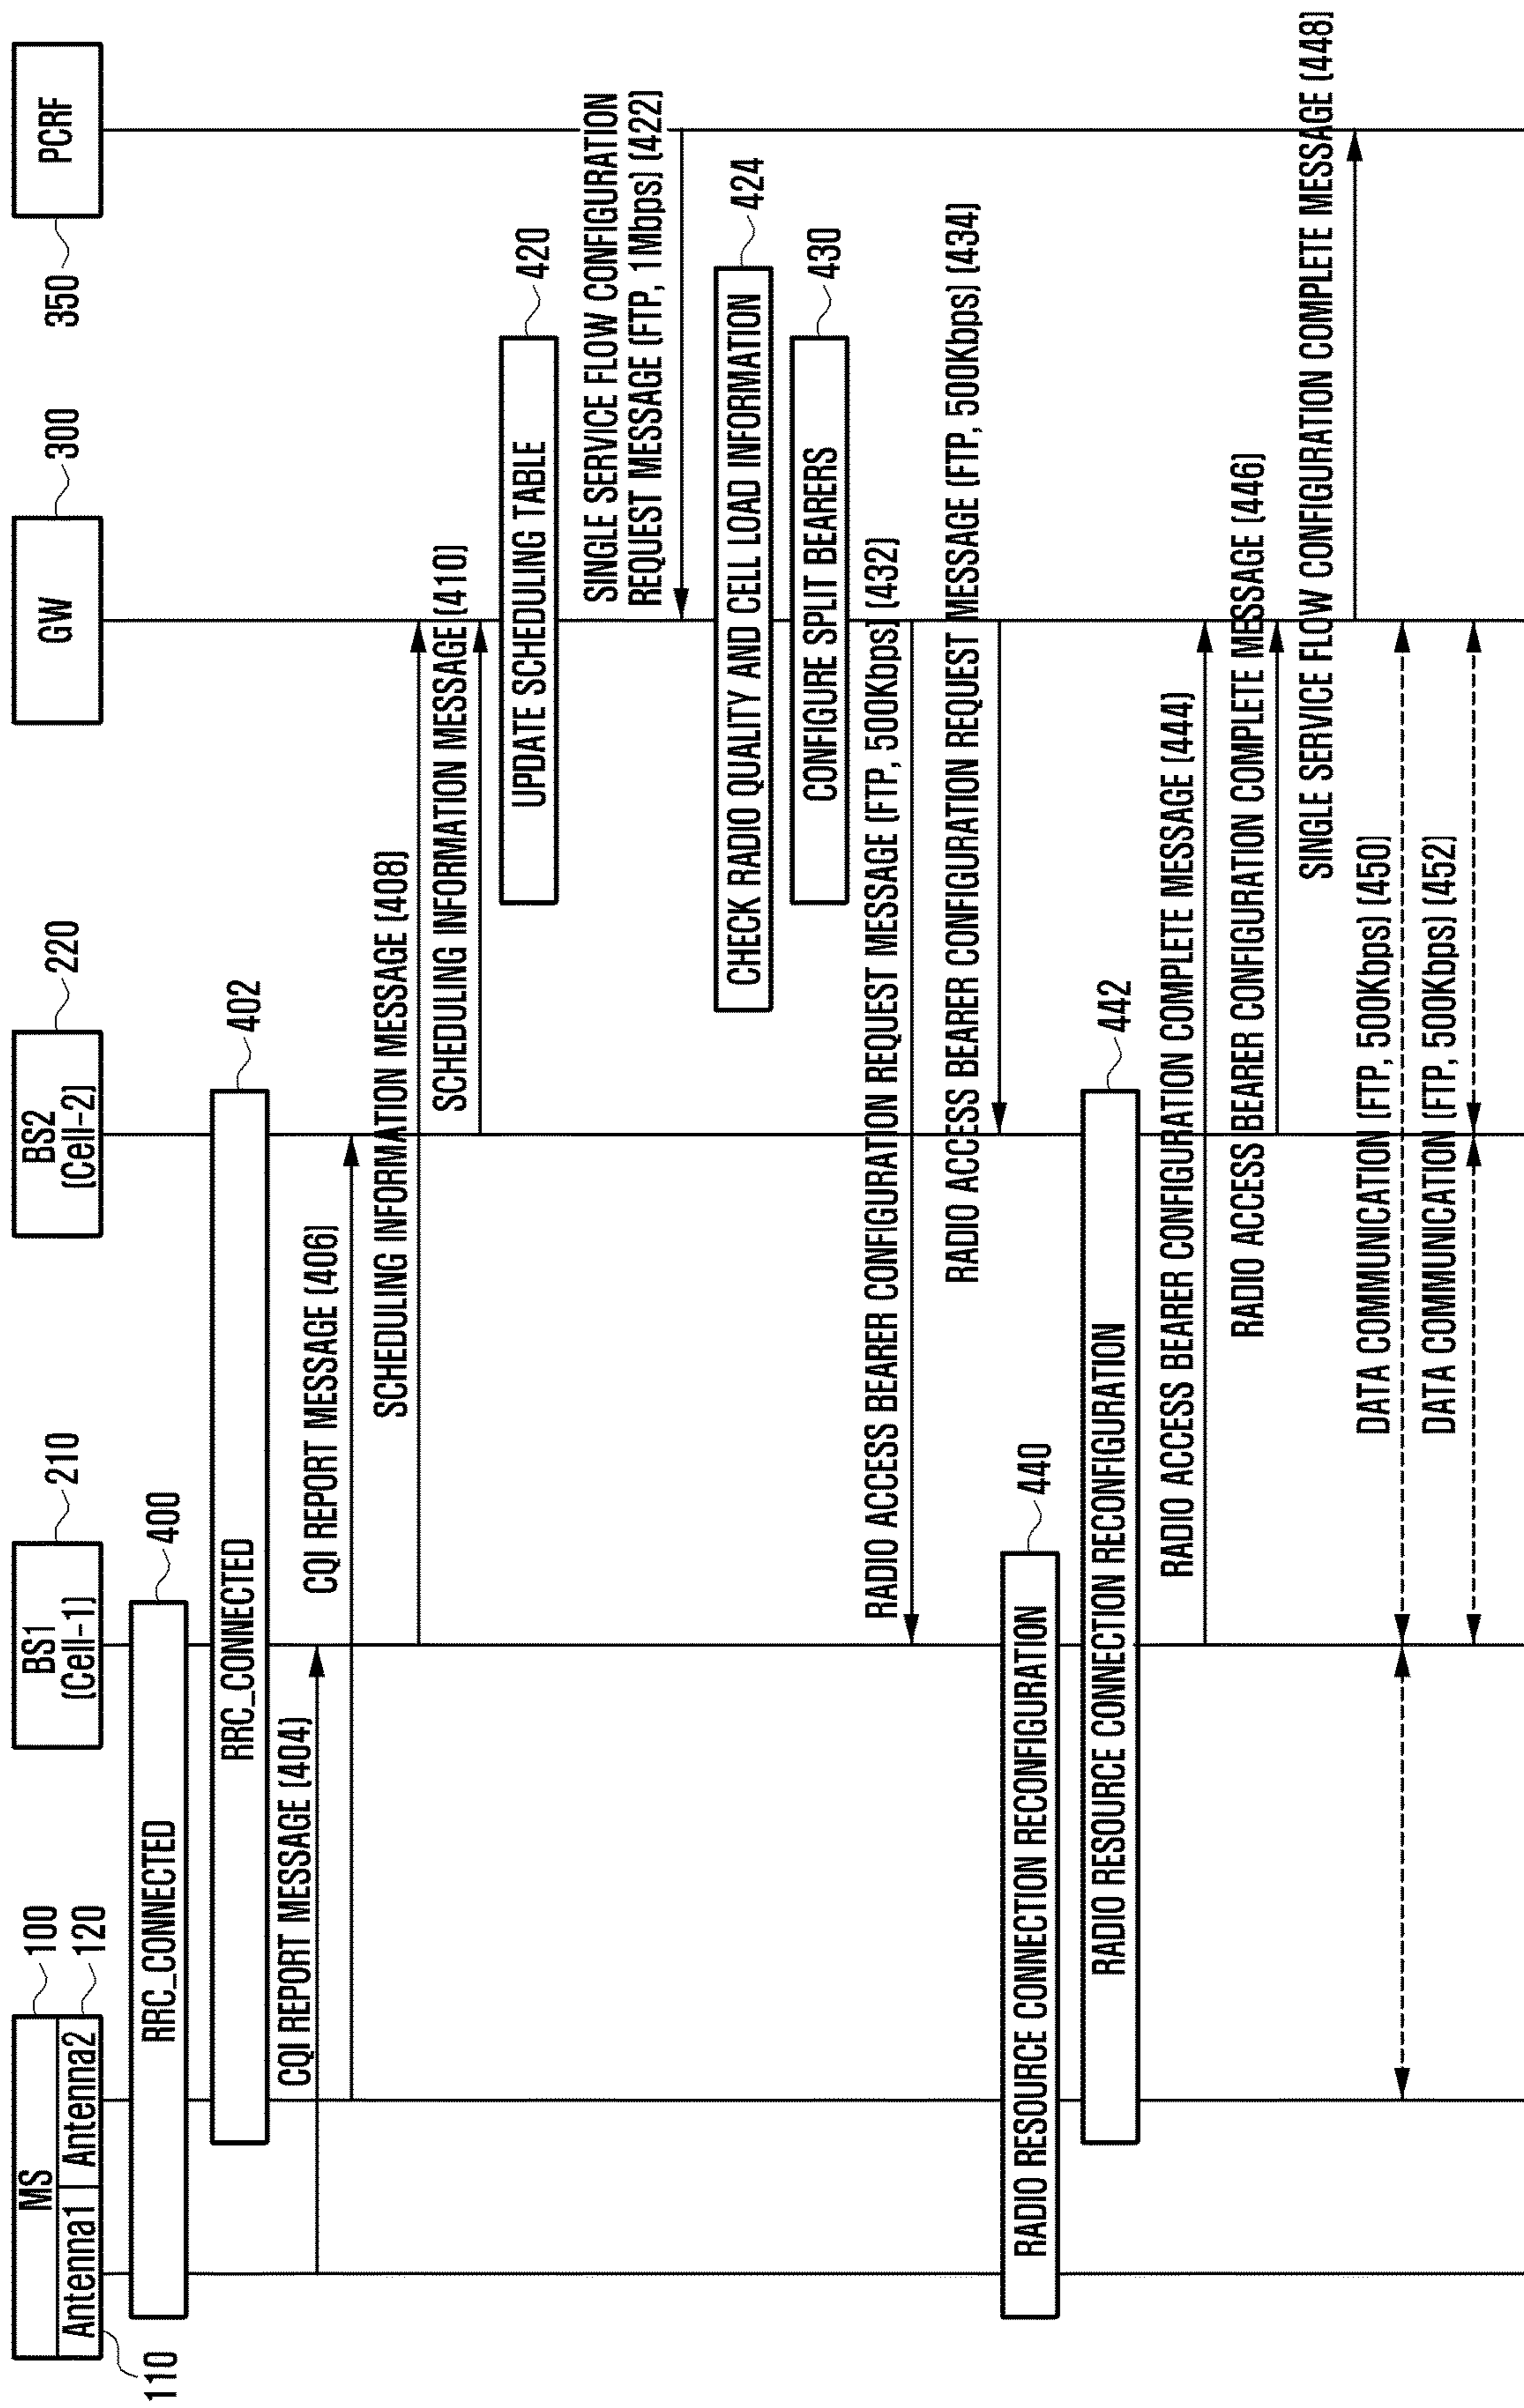 MS
100
Antenna1
Antenna2
110
120
BS1
(Cell-1)
210
BS2
(Cell-2)
220
GW
300
PCRF
350
RRC_CONNECTED
400
RRC_CONNECTED
402
CQI REPORT MESSAGE (404)
CQI REPORT MESSAGE (406)
SCHEDULING INFORMATION MESSAGE (408)
SCHEDULING INFORMATION MESSAGE (410)
UPDATE SCHEDULING TABLE
420
SINGLE SERVICE FLOW CONFIGURATION
REQUEST MESSAGE (FTP, 1Mbps) (422)
CHECK RADIO QUALITY AND CELL LOAD INFORMATION
424
CONFIGURE SPLIT BEARERS
430
RADIO ACCESS BEARER CONFIGURATION REQUEST MESSAGE (FTP, 500Kbps) (432)
RADIO ACCESS BEARER CONFIGURATION REQUEST MESSAGE (FTP, 500Kbps) (434)
RADIO RESOURCE CONNECTION RECONFIGURATION
440
RADIO RESOURCE CONNECTION RECONFIGURATION
442
RADIO ACCESS BEARER CONFIGURATION COMPLETE MESSAGE (444)
RADIO ACCESS BEARER CONFIGURATION COMPLETE MESSAGE (446)
SINGLE SERVICE FLOW CONFIGURATION COMPLETE MESSAGE (448)
DATA COMMUNICATION (FTP, 500Kbps) (450)
DATA COMMUNICATION (FTP, 500Kbps) (452)